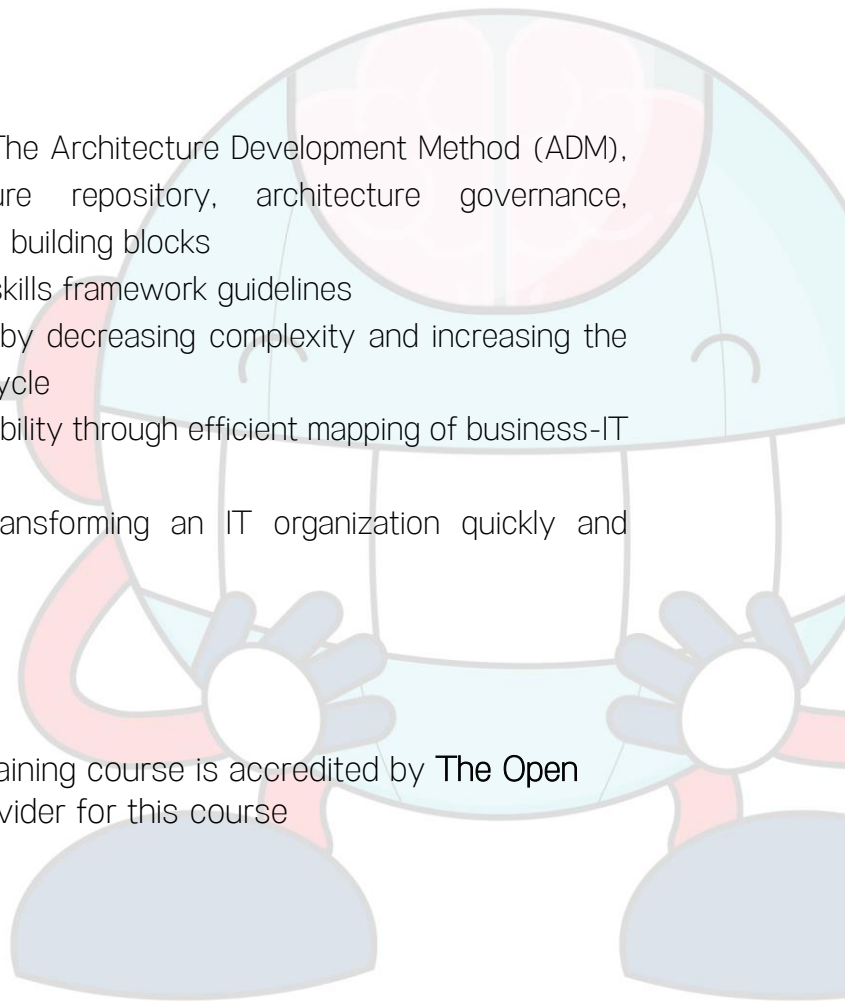 The Architecture Development Method (ADM),
ure repository, architecture governance,
building blocks
skills framework guidelines
by decreasing complexity and increasing the
ycle
bility through efficient mapping of business-IT
ansforming an IT organization quickly and
aining course is accredited by The Open
vider for this course